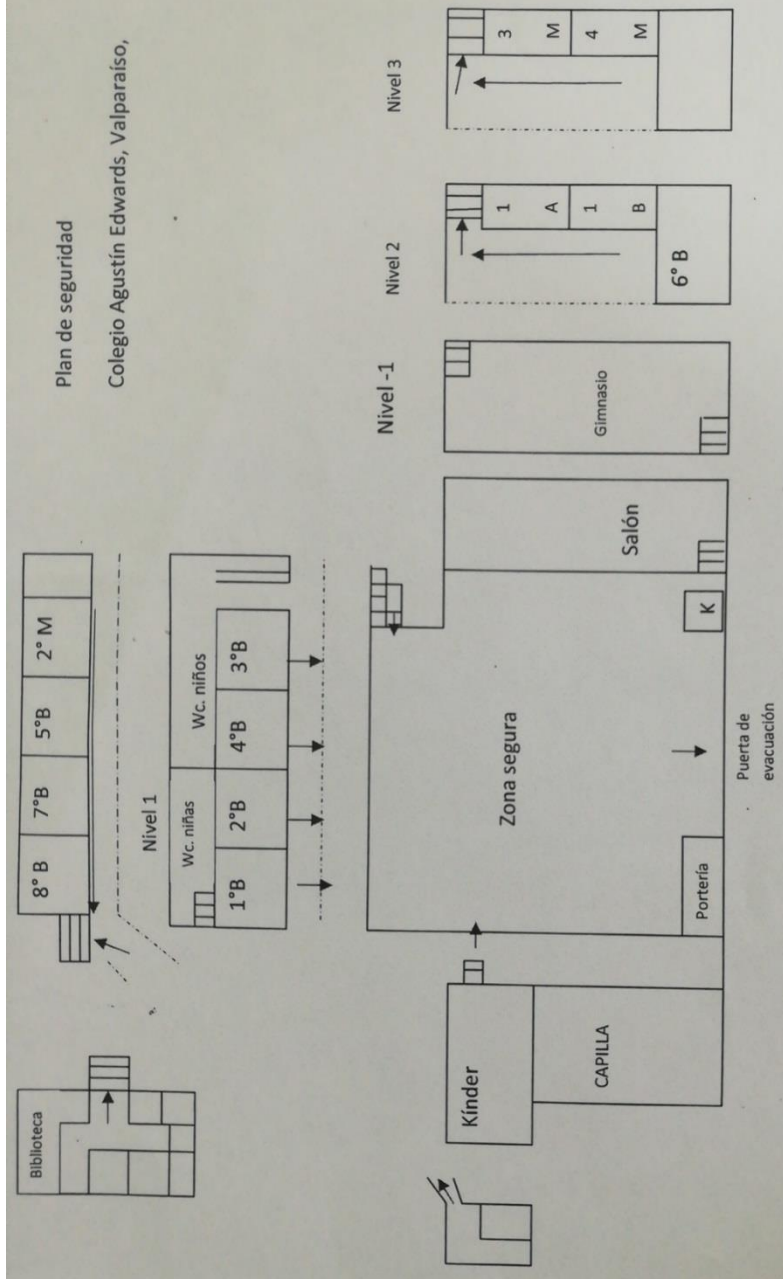 Plan de seguridad
Colegio Agustín Edwards, Valparaíso,
8° B
7°B
5°B
2° M
Biblioteca
Nivel 1
Wc. niñas
Wc. niños
1°B
2°B
4°B
3°B
Kínder
CAPILLA
Zona segura
Portería
K
Salón
Puerta de
evacuación
Nivel -1
Gimnasio
Nivel 2
1 A
1 B
6° B
Nivel 3
3 M
4 M